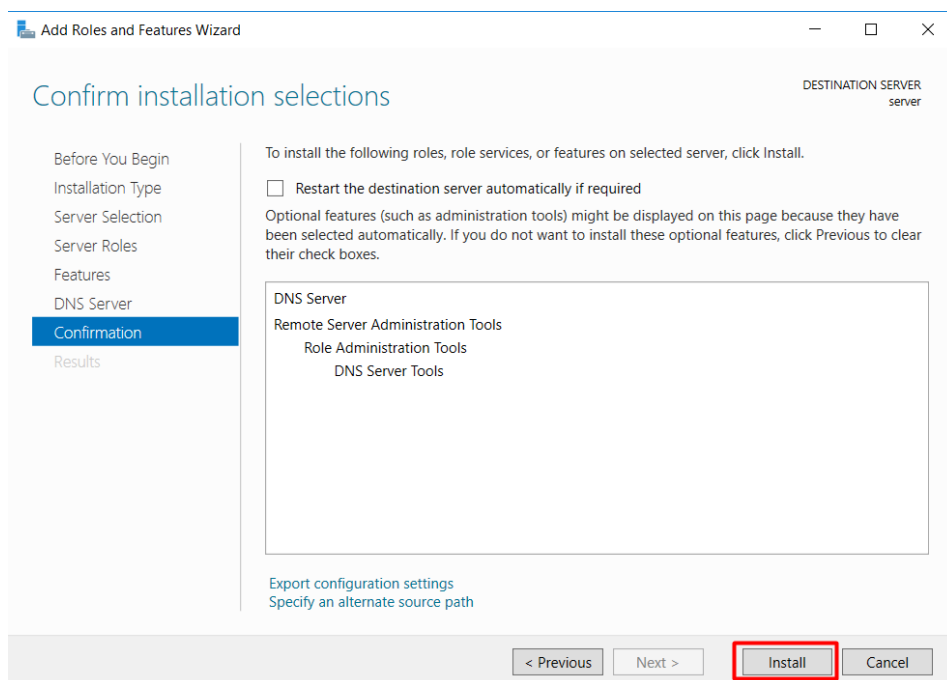 Add Roles and Features Wizard
Confirm installation selections
DESTINATION SERVER
server
Before You Begin
Installation Type
Server Selection
Server Roles
Features
DNS Server
Confirmation
Results
To install the following roles, role services, or features on selected server, click Install.
Restart the destination server automatically if required
Optional features (such as administration tools) might be displayed on this page because they have
been selected automatically. If you do not want to install these optional features, click Previous to clear
their check boxes.
DNS Server
Remote Server Administration Tools
Role Administration Tools
DNS Server Tools
Export configuration settings
Specify an alternate source path
< Previous
Next >
Install
Cancel